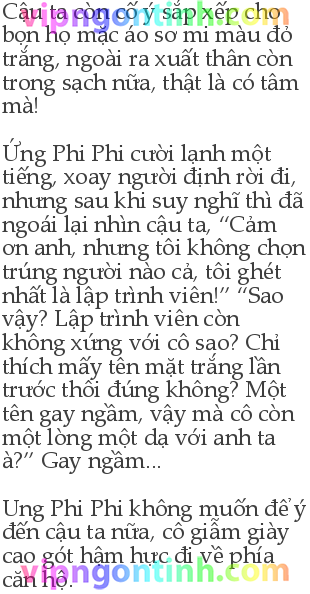 Cậu ta còn cố ý sắp xếp cho
bọn họ mặc áo sơ mi màu đỏ
trắng, ngoài ra xuất thân còn
trong sạch nữa, thật là có tâm
mà!
Ứng Phi Phi cười lạnh một
tiếng, xoay người định rời đi,
nhưng sau khi suy nghĩ thì đã
ngoái lại nhìn cậu ta, “Cảm
ơn anh, nhưng tôi không chọn
trúng người nào cả, tôi ghét
nhất là lập trình viên!” “Sao
vậy? Lập trình viên còn
không xứng với cô sao? Chỉ
thích mấy tên mặt trắng lần
trước thôi đúng không? Một
tên gay ngầm, vậy mà cô còn
một lòng một dạ với anh ta
à?” Gay ngầm...
Ung Phi Phi không muốn để ý
đến cậu ta nữa, cô giẫm giày
cao gót hậm hực đi về phía
căn hộ.
vipngontinh.com
vipngontinh.com